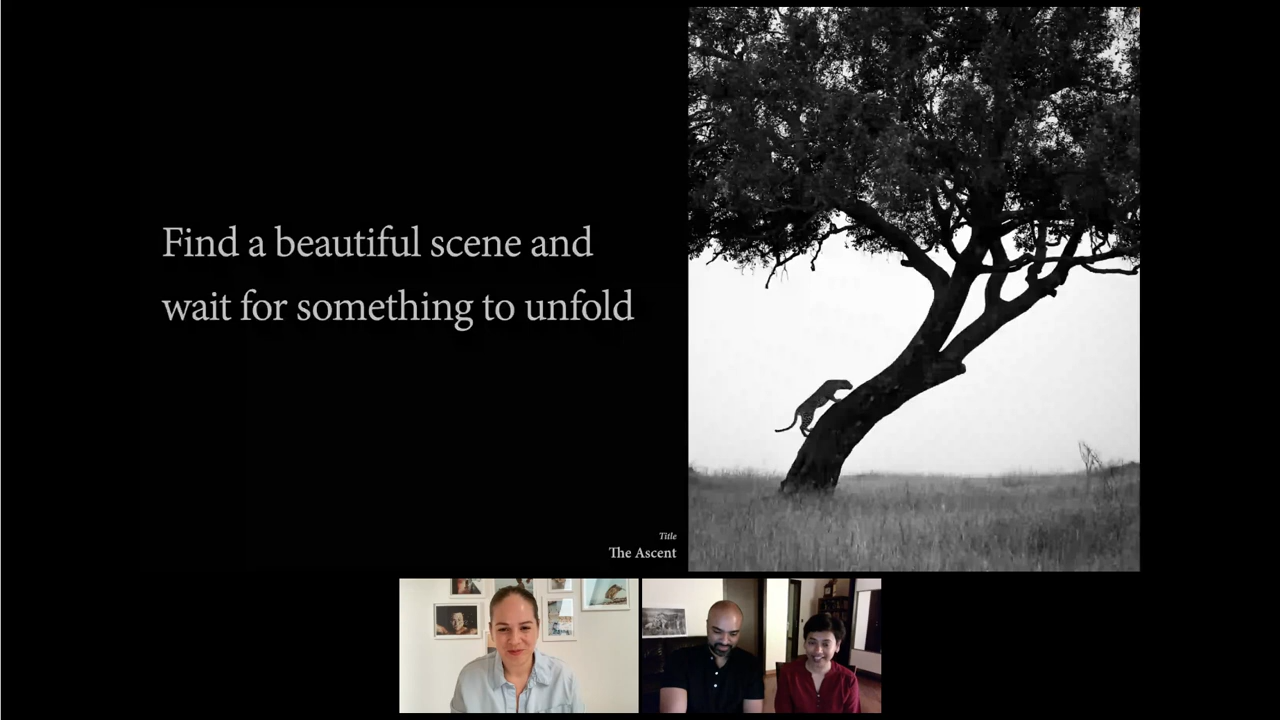 Find a beautiful scene and
wait for something to unfold
Title
The Ascent